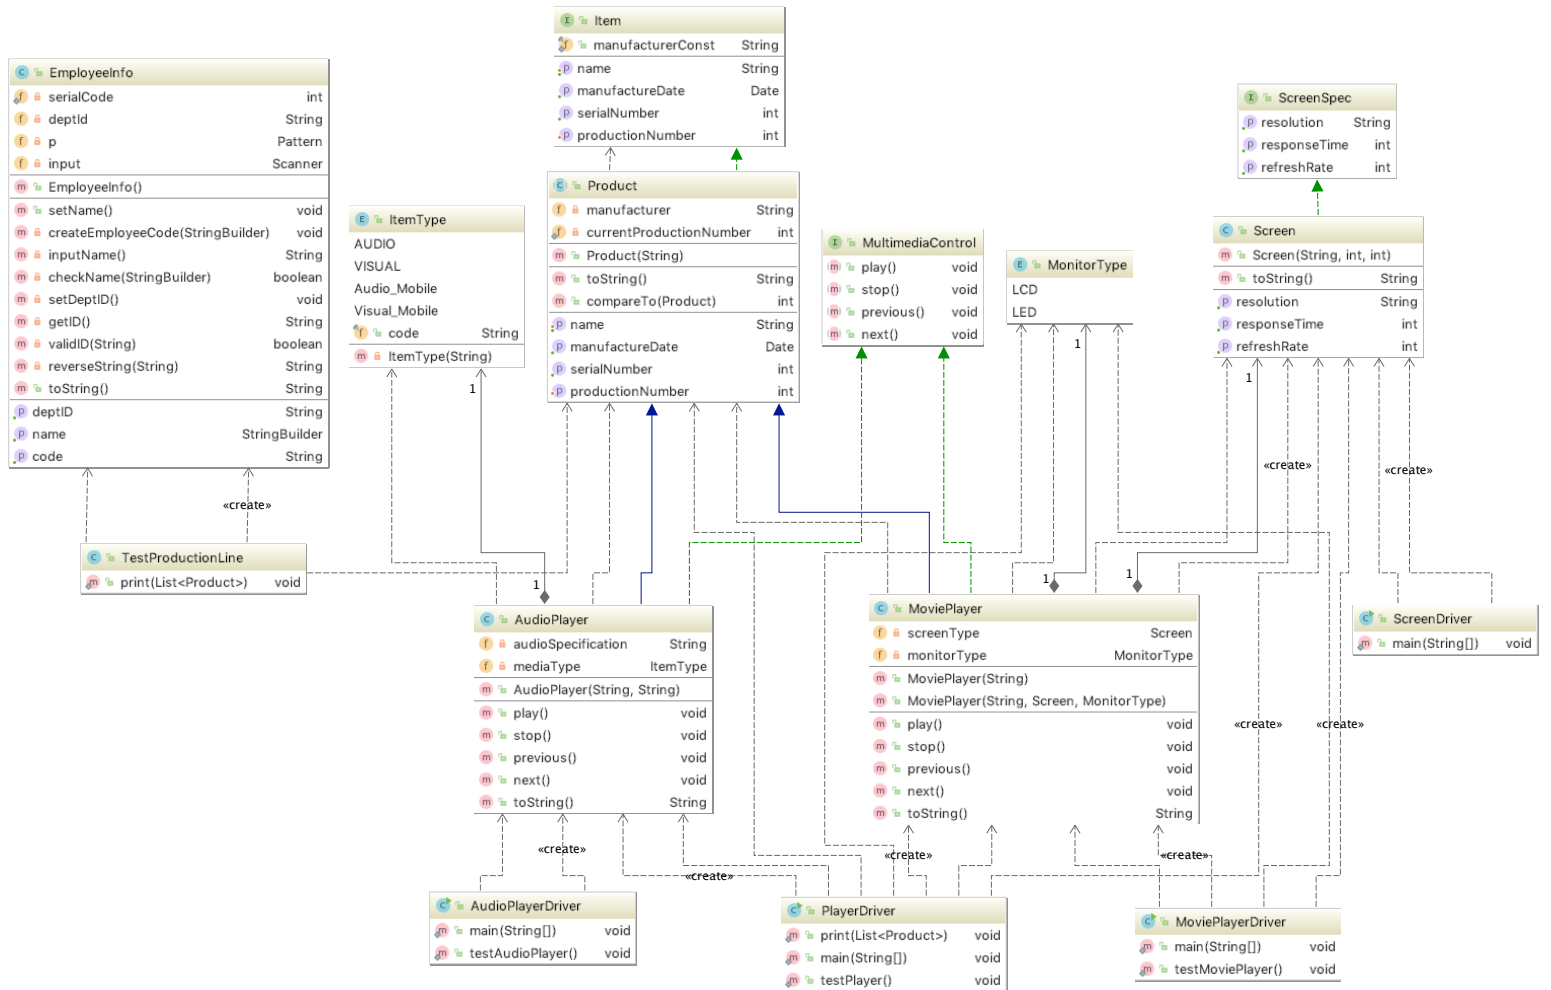 Item
manufacturerConst String
name String
manufactureDate Date
serialNumber int
productionNumber int
EmployeeInfo
serialCode int
deptId String
p Pattern
input Scanner
EmployeeInfo()
setName() void
createEmployeeCode(StringBuilder) void
inputName() String
checkName(StringBuilder) boolean
setDeptID() void
getID() String
validID(String) boolean
reverseString(String) String
toString() String
deptID String
name StringBuilder
code String
ScreenSpec
resolution String
responseTime int
refreshRate int
Product
manufacturer String
currentProductionNumber int
Product(String)
toString() String
compareTo(Product) int
name String
manufactureDate Date
serialNumber int
productionNumber int
ItemType
AUDIO
VISUAL
Audio_Mobile
Visual_Mobile
code String
ItemType(String)
MultimediaControl
play() void
stop() void
previous() void
next() void
MonitorType
LCD
LED
Screen
Screen(String, int, int)
toString() String
resolution String
responseTime int
refreshRate int
1
1
1
«create»
«create»
«create»
TestProductionLine
print(List<Product>) void
1
1
1
AudioPlayer
audioSpecification String
mediaType ItemType
AudioPlayer(String, String)
play() void
stop() void
previous() void
next() void
toString() String
MoviePlayer
screenType Screen
monitorType MonitorType
MoviePlayer(String)
MoviePlayer(String, Screen, MonitorType)
play() void
stop() void
previous() void
next() void
toString() String
ScreenDriver
main(String[]) void
«create»
«create»
«create»
«create»
«create»
«create»
AudioPlayerDriver
main(String[]) void
testAudioPlayer() void
PlayerDriver
print(List<Product>) void
main(String[]) void
testPlayer() void
MoviePlayerDriver
main(String[]) void
testMoviePlayer() void